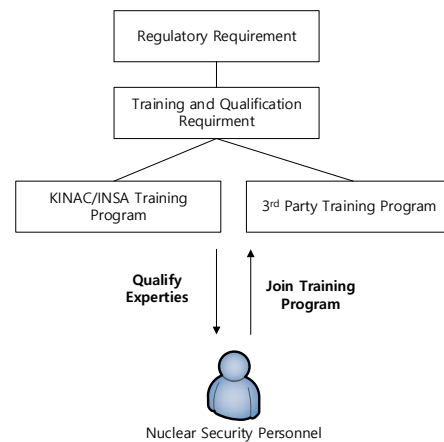 Regulatory Requirement
Training and Qualification
Requirment
KINAC/INSA Training
Program
3rd Party Training Program
Qualify
Experties
Join Training
Program
Nuclear Security Personnel